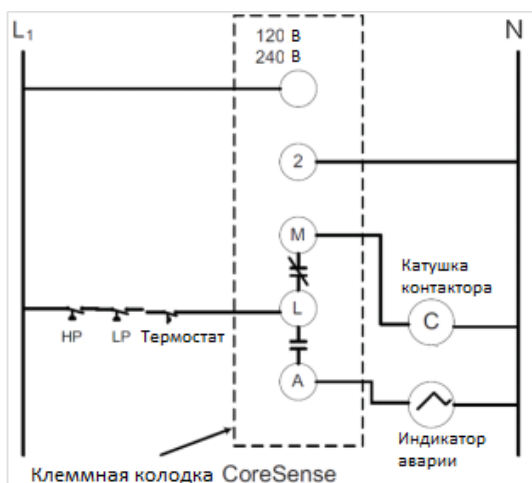 L1
N
120 В
240 В
2
M
Катушка
контактора
L
C
HP
LP
Термостат
A
Индикатор
аварии
Клеммная колодка CoreSense